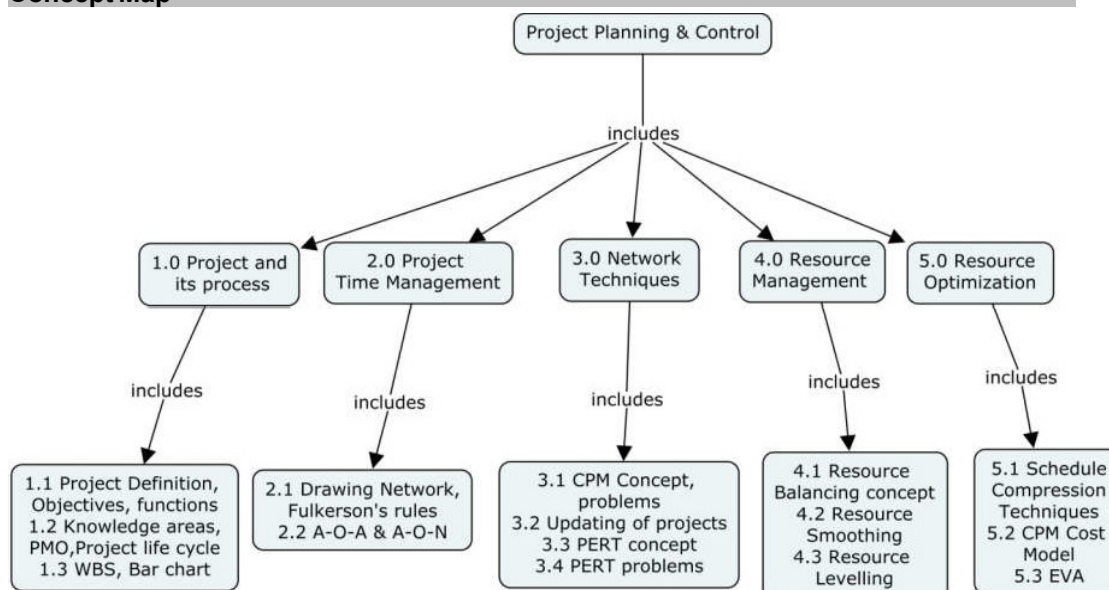 Concept Map
Project Planning & Control
includes
1.0 Project and
its process
2.0 Project
Time Management
3.0 Network
Techniques
4.0 Resource
Management
5.0 Resource
Optimization
includes
includes
includes
includes
includes
1.1 Project Definition,
Objectives, functions
1.2 Knowledge areas,
PMO,Project life cycle
1.3 WBS, Bar chart
2.1 Drawing Network,
Fulkerson's rules
2.2 A-O-A & A-O-N
3.1 CPM Concept,
problems
3.2 Updating of projects
3.3 PERT concept
3.4 PERT problems
4.1 Resource
Balancing concept
4.2 Resource
Smoothing
4.3 Resource
Levelling
5.1 Schedule
Compression
Techniques
5.2 CPM Cost
Model
5.3 EVA